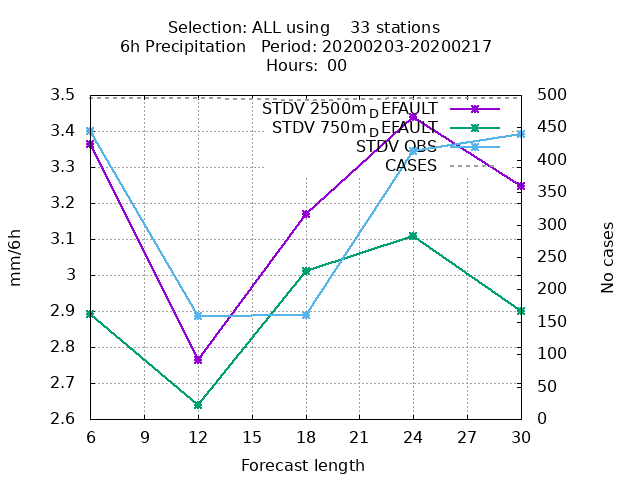 Selection: ALL using    33 stations
6h Precipitation   Period: 20200203-20200217
Hours: 00
3.5
3.4
3.3
3.2
3.1
3
2.9
2.8
2.7
2.6
mm/6h
STDV 2500m_DEFAULT
STDV 750m_DEFAULT
STDV OBS
CASES
500
450
400
350
300
250
200
150
100
50
0
No cases
6 9 12 15 18 21 24 27 30
Forecast length